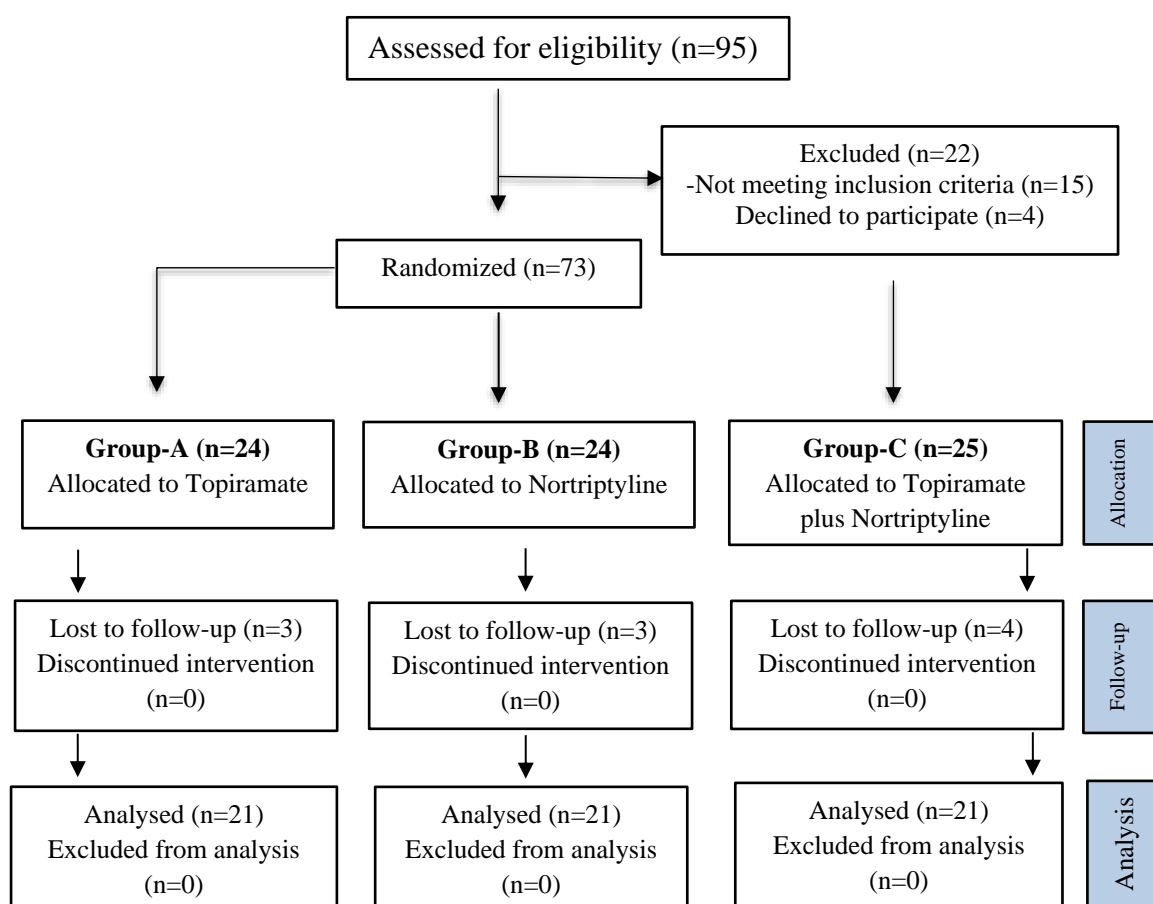 Assessed for eligibility (n=95)
Excluded (n=22)
-Not meeting inclusion criteria (n=15)
Declined to participate (n=4)
Randomized (n=73)
Group-A (n=24)
Allocated to Topiramate
Group-B (n=24)
Allocated to Nortriptyline
Group-C (n=25)
Allocated to Topiramate
plus Nortriptyline
Allocation
Lost to follow-up (n=3)
Discontinued intervention
(n=0)
Lost to follow-up (n=3)
Discontinued intervention
(n=0)
Lost to follow-up (n=4)
Discontinued intervention
(n=0)
Follow-up
Analysed (n=21)
Excluded from analysis
(n=0)
Analysed (n=21)
Excluded from analysis
(n=0)
Analysed (n=21)
Excluded from analysis
(n=0)
Analysis